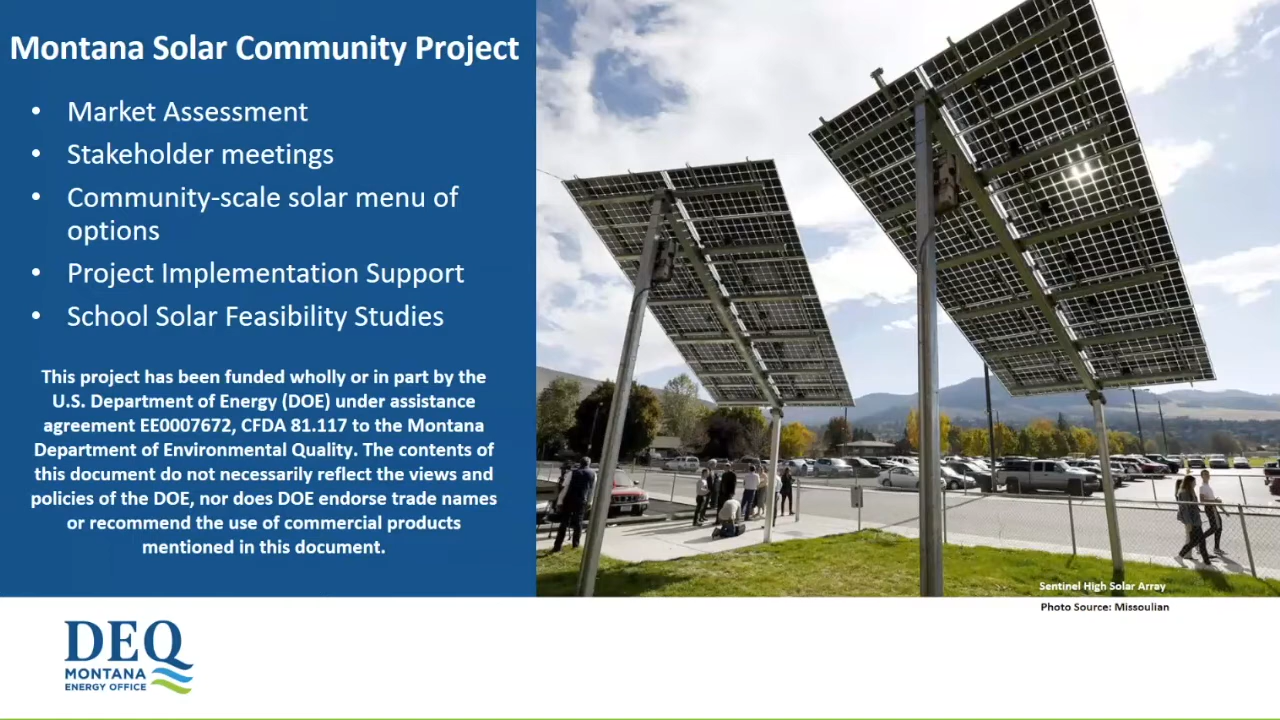 Montana Solar Community Project
• Market Assessment
• Stakeholder meetings
• Community-scale solar menu of
options
• Project Implementation Support
• School Solar Feasibility Studies
This project has been funded wholly or in part by the
U.S. Department of Energy (DOE) under assistance
agreement EE0007672, CFDA 81.117 to the Montana
Department of Environmental Quality. The contents of
this document do not necessarily reflect the views and
policies of the DOE, nor does DOE endorse trade names
or recommend the use of commercial products
mentioned in this document.
Sentinel High Solar Array
Photo Source: Missoulian
DEQ
MONTANA
ENERGY OFFICE